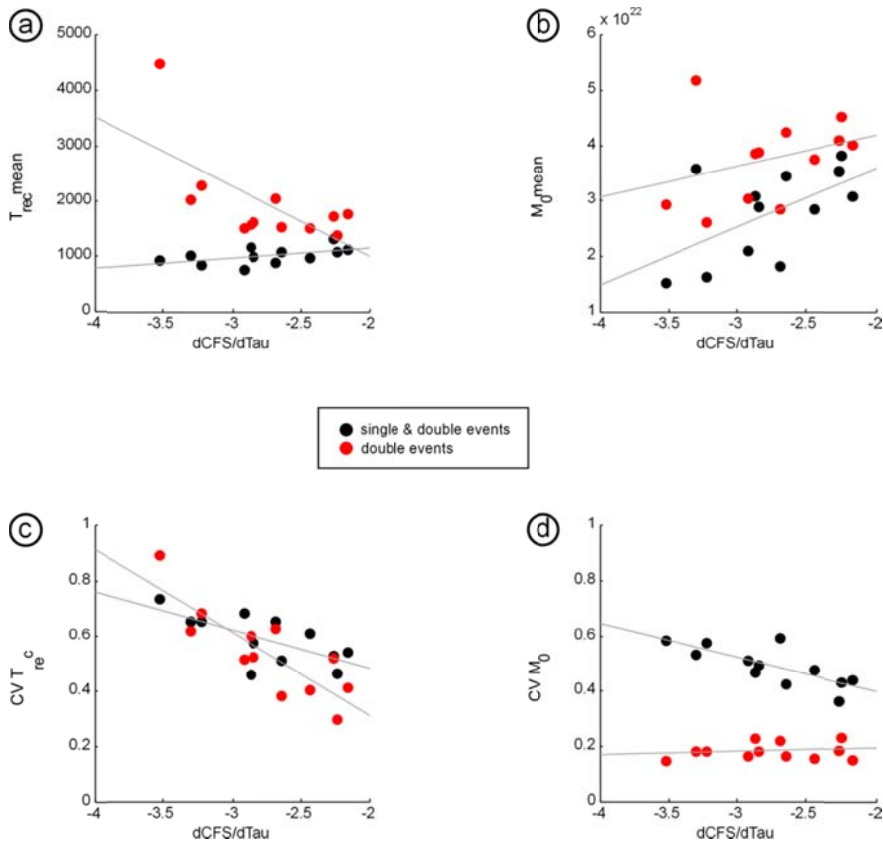 a
5000
4000
3000
2000
1000
0
T_rec mean
-4 -3.5 -3 -2.5 -2
dCFS/dTau
b
x 10^22
6
5
4
3
2
1
M_0 mean
-4 -3.5 -3 -2.5 -2
dCFS/dTau
single & double events
double events
c
1
0.8
0.6
0.4
0.2
0
CV T_re^c
-4 -3.5 -3 -2.5 -2
dCFS/dTau
d
1
0.8
0.6
0.4
0.2
0
CV M_0
-4 -3.5 -3 -2.5 -2
dCFS/dTau